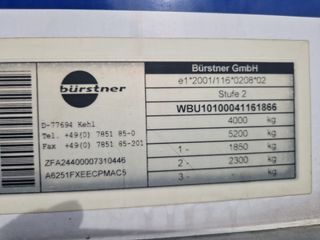 bürstner
D-77694 Kehl
Tel. +49(0) 7851 85-0
Fax +49(0) 7851 85-201
ZFA24400007310446
A6251FXEECPMAC5
Bürstner GmbH
e1*2001/116*0208*02
Stufe 2
WBU10100041161866
4000 kg
5200 kg
1- 1850 kg
2- 2300 kg
3- kg